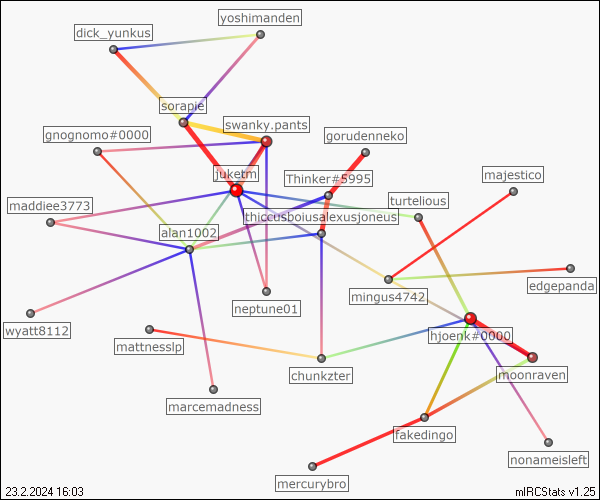 yoshimanden
dick_yunkus
sorapie
swanky.pants
gnognomo#0000
gorudenneko
juketm
Thinker#5995
majestico
maddiee3773
turtelious
thiccusboiusalexusjoneus
alan1002
edgepanda
mingus4742
neptune01
wyatt8112
hjoenk#0000
mattnesslp
chunkzter
moonraven
marcemadness
fakedingo
nonameisleft
mercurybro
23.2.2024 16:03
mIRCStats v1.25